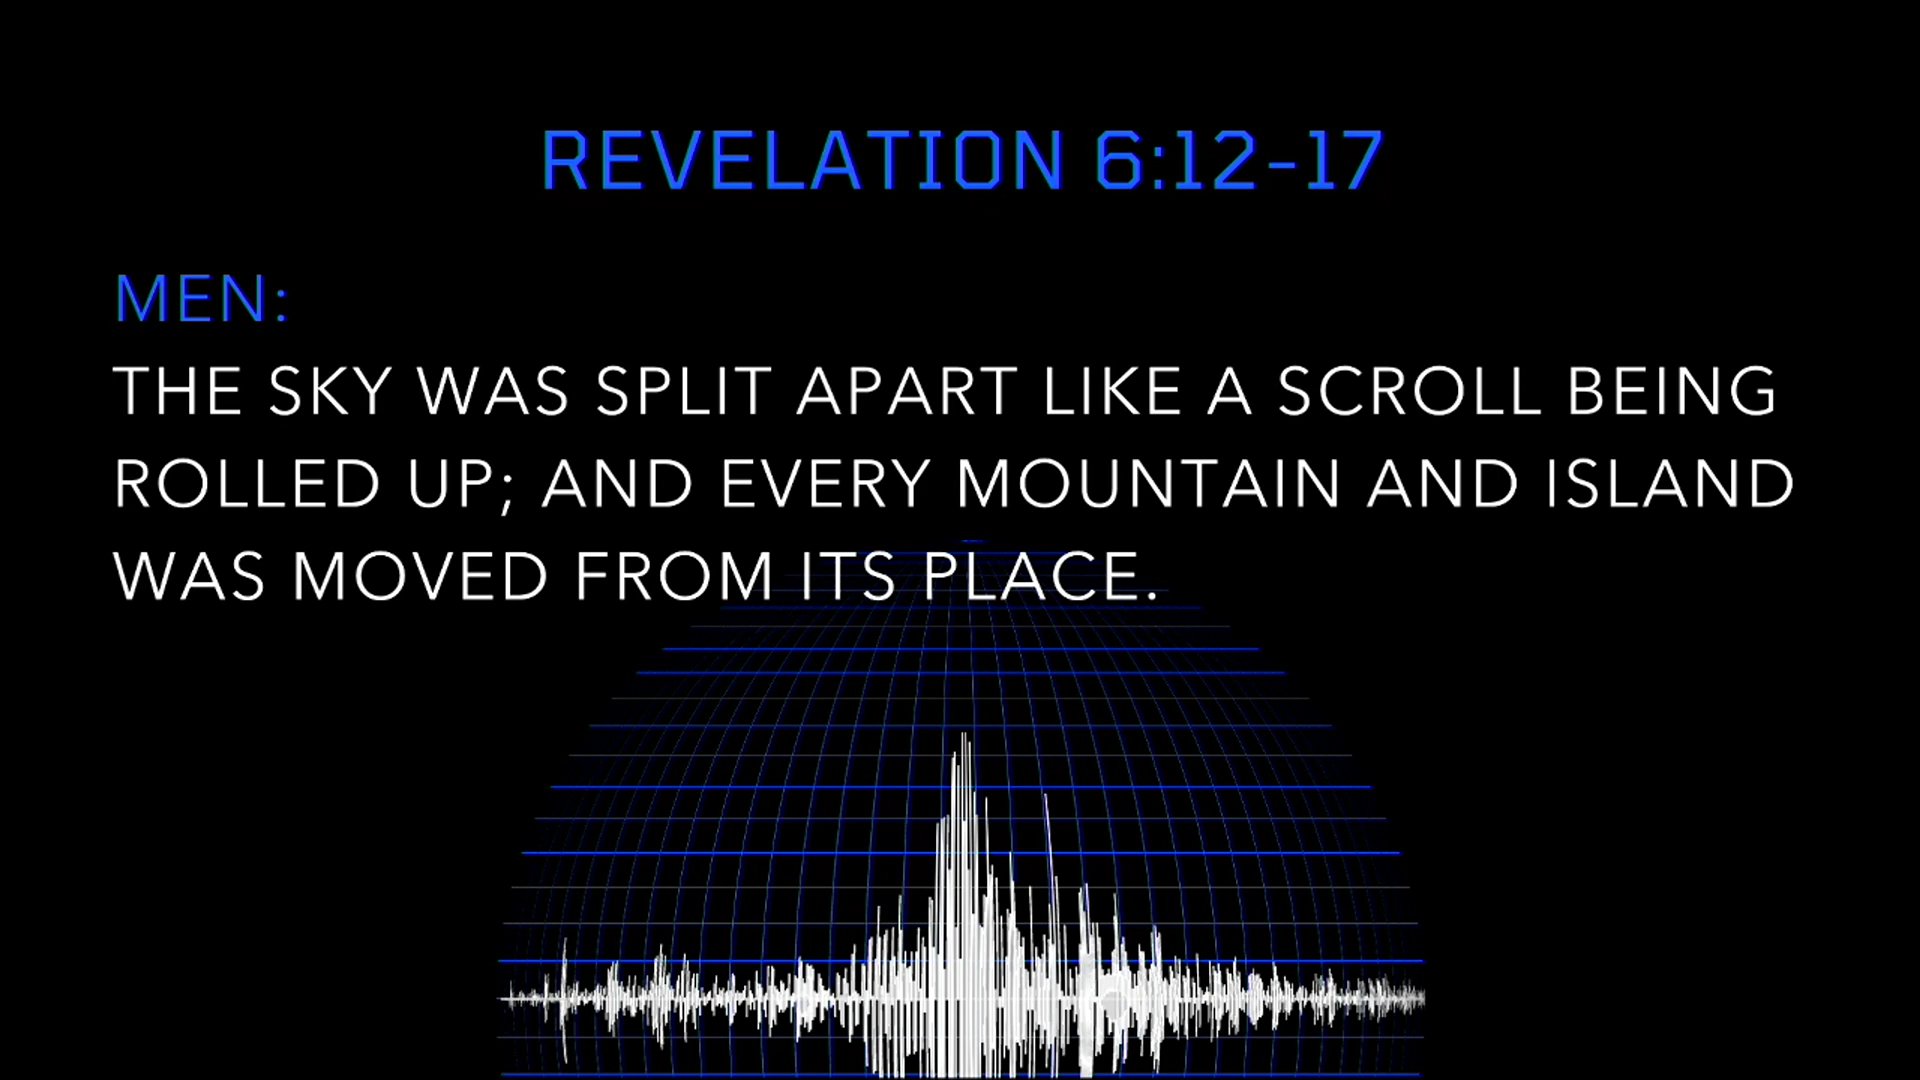 REVELATION 6:12-17
MEN:
THE SKY WAS SPLIT APART LIKE A SCROLL BEING
ROLLED UP; AND EVERY MOUNTAIN AND ISLAND
WAS MOVED FROM ITS PLACE.